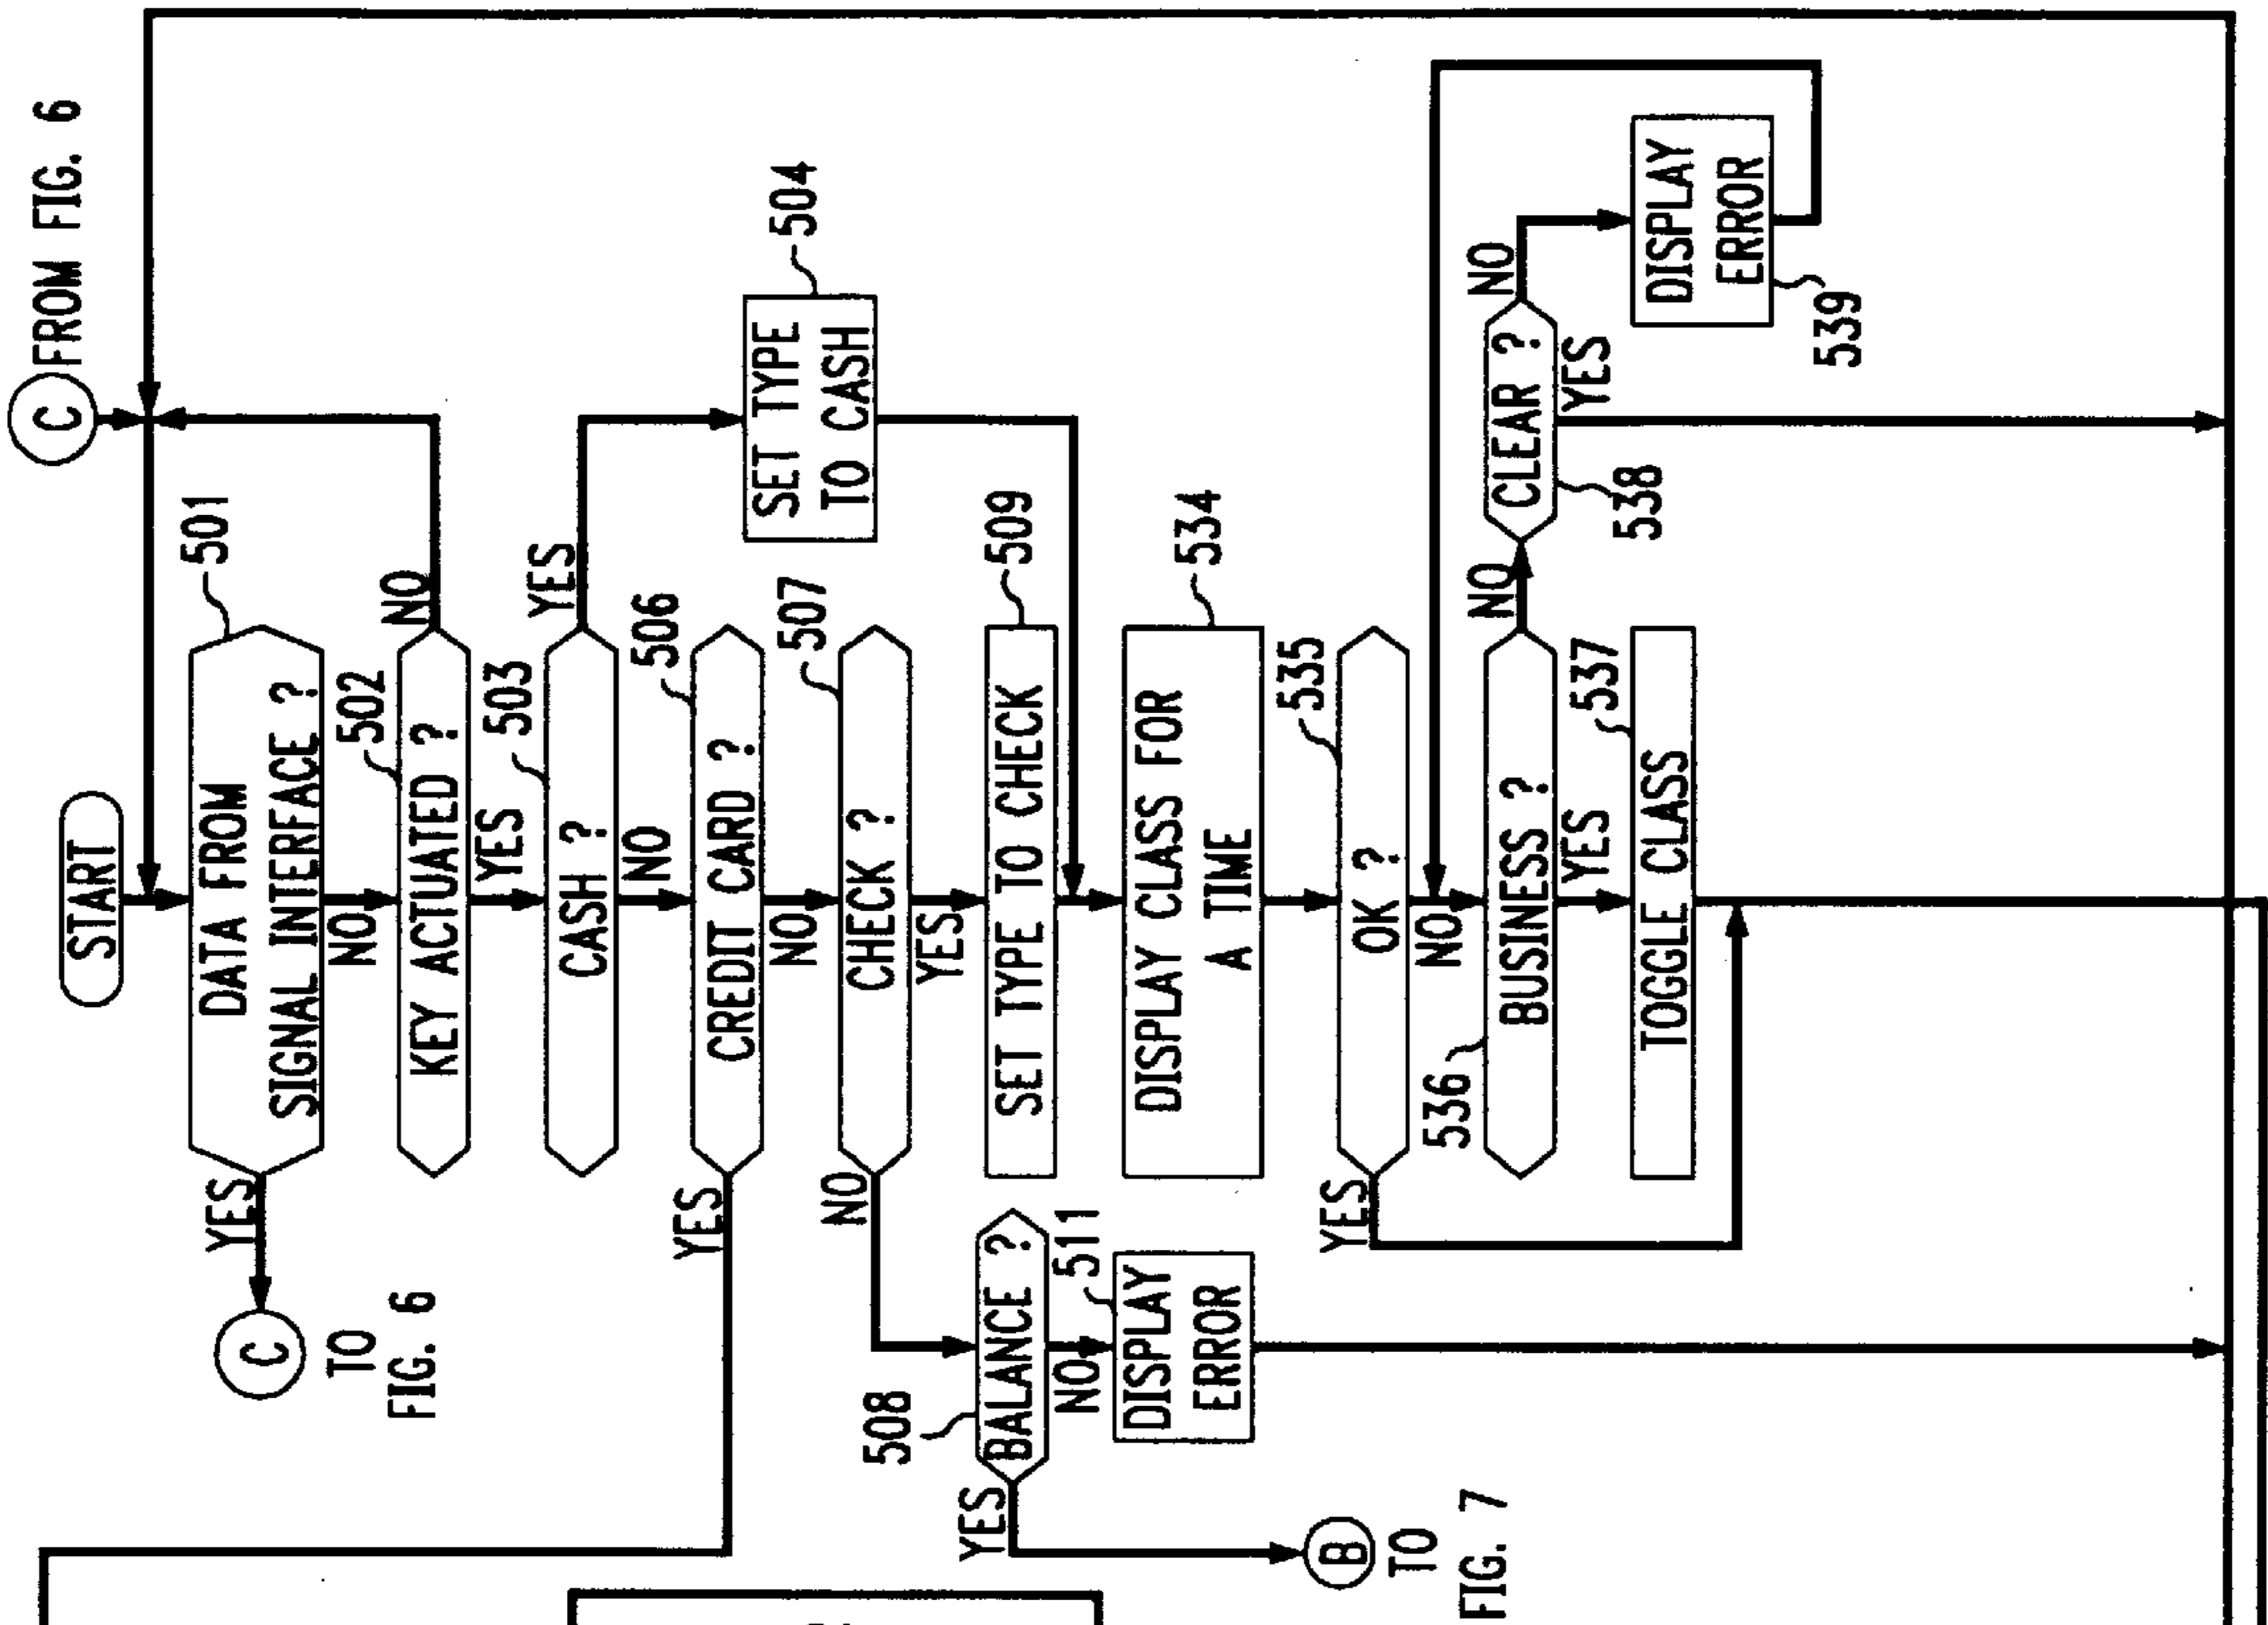 C FROM FIG. 6
START
501
DATA FROM
SIGNAL INTERFACE ?
YES
C
TO
FIG. 6
NO
502
KEY ACTUATED ?
NO
YES
503
CASH ?
YES
504
SET TYPE
TO CASH
NO
506
CREDIT CARD ?
YES
NO
507
CHECK ?
NO
508
BALANCE ?
YES
B
TO
FIG. 7
NO
511
DISPLAY
ERROR
YES
509
SET TYPE TO CHECK
534
DISPLAY CLASS FOR
A TIME
535
OK ?
YES
NO
536
BUSINESS ?
NO
538
CLEAR ?
YES
NO
DISPLAY
ERROR
539
YES
537
TOGGLE CLASS